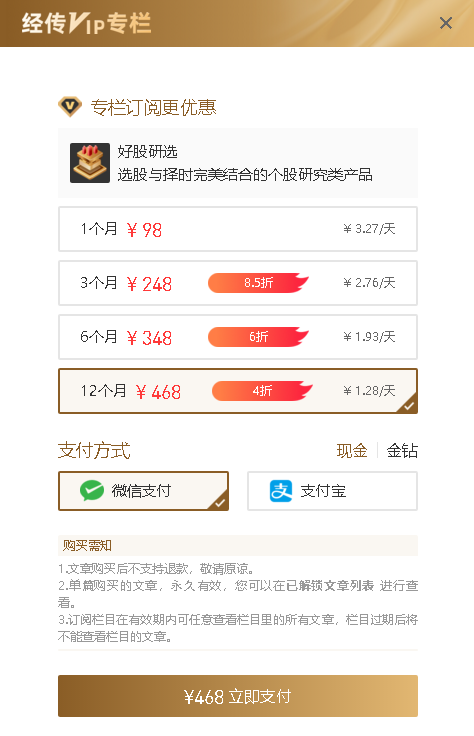 经传VIP专栏
专栏订阅更优惠
好股研选
选股与择时完美结合的个股研究类产品
1个月 ¥ 98 ¥ 3.27/天
3个月 ¥ 248 8.5折 ¥ 2.76/天
6个月 ¥ 348 6折 ¥ 1.93/天
12个月 ¥ 468 4折 ¥ 1.28/天
支付方式 现金 金钻
微信支付 支付宝
购买需知
1.文章购买后不支持退款，敬请原谅。
2.单篇购买的文章，永久有效，您可以在已解锁文章列表 进行查
看。
3.订阅栏目在有效期内可任意查看栏目里的所有文章，栏目过期后将
不能查看栏目的文章。
¥468 立即支付